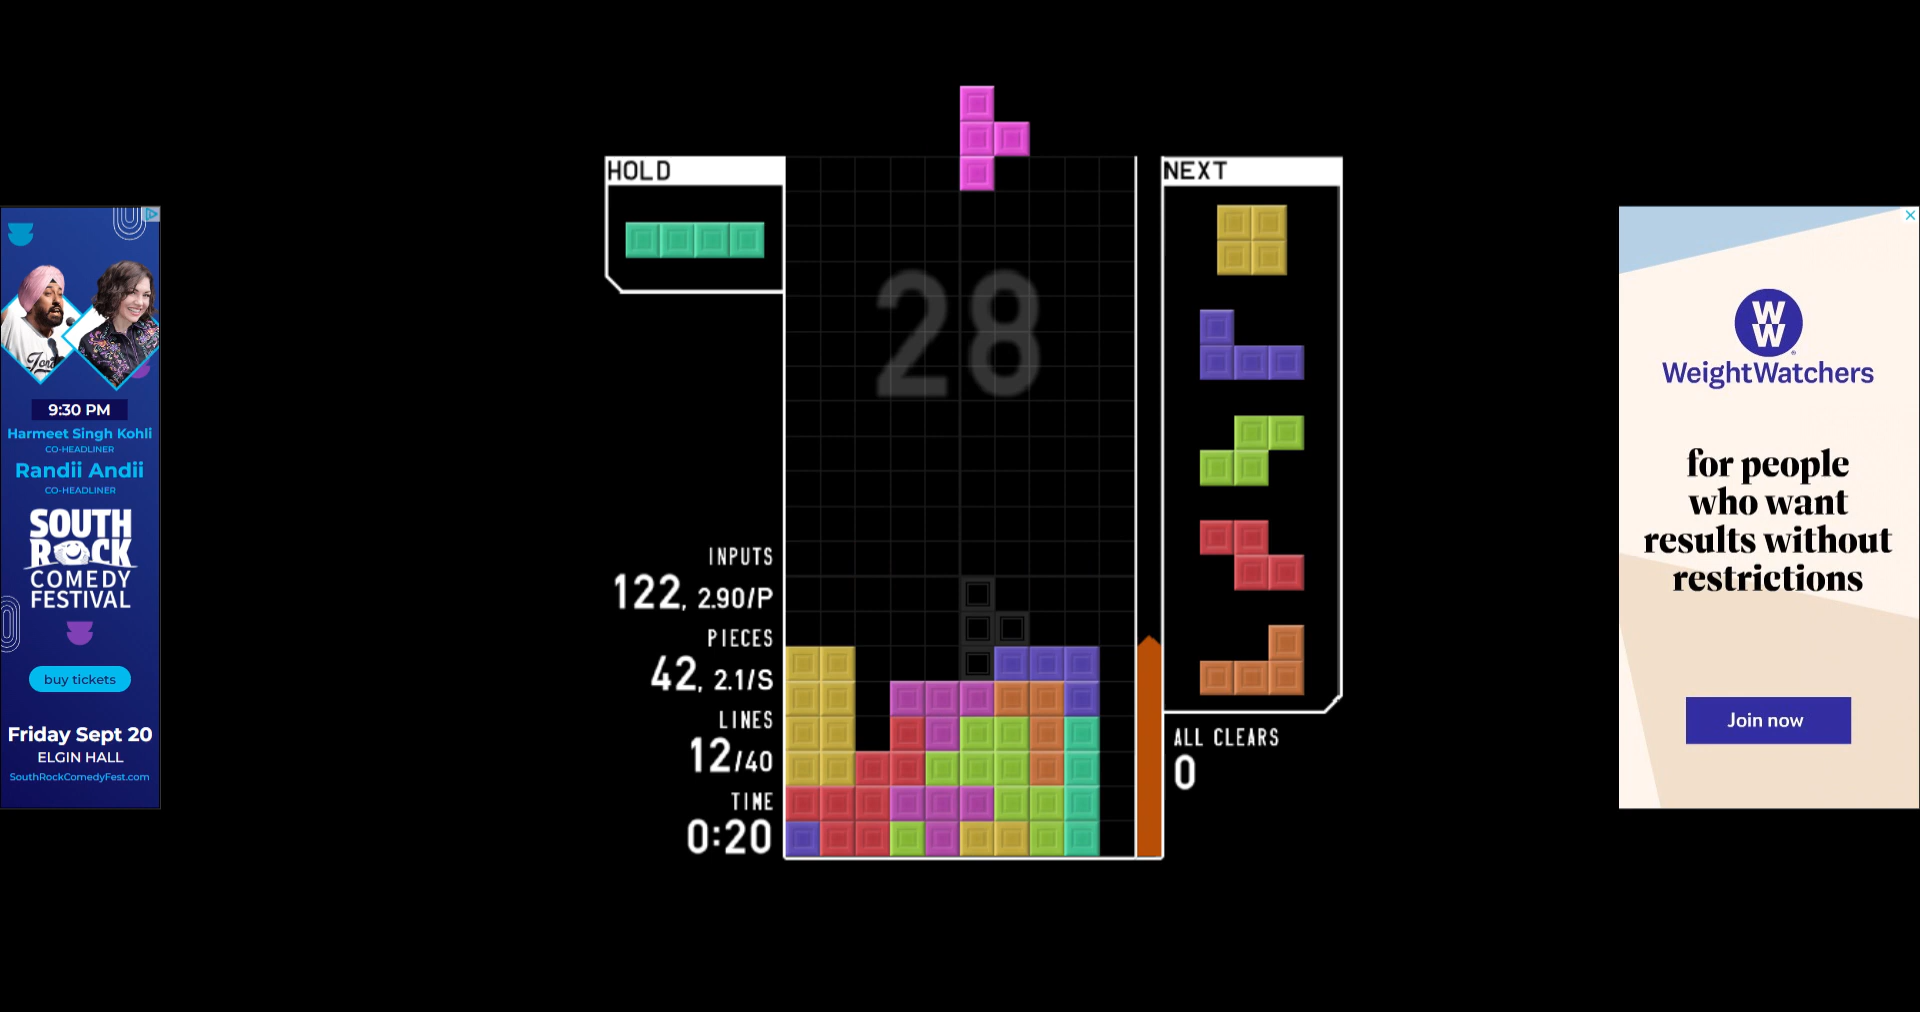 9:30 PM
Harmeet Singh Kohli
CO-HEADLINER
Randii Andii
CO-HEADLINER
SOUTH
ROCK
COMEDY
FESTIVAL
buy tickets
Friday Sept 20
ELGIN HALL
SouthRockComedyFest.com
HOLD
INPUTS
122, 2.90/P
PIECES
42, 2.1/S
LINES
12/40
TIME
0:20
28
NEXT
ALL CLEARS
0
W
W
WeightWatchers
for people
who want
results without
restrictions
Join now